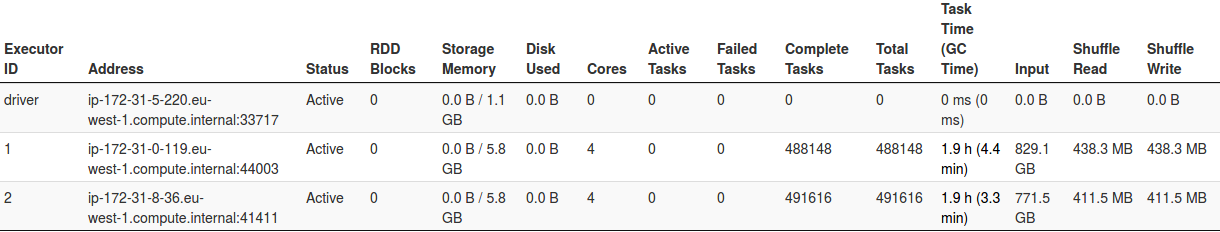 Executor ID Address Status RDD Blocks Storage Memory Disk Used Cores Active Tasks Failed Tasks Complete Tasks Total Tasks Task Time (GC Time) Input Shuffle Read Shuffle Write
driver ip-172-31-5-220.eu-west-1.compute.internal:33717 Active 0 0.0 B / 1.1 GB 0.0 B 0 0 0 0 0 0 ms (0 ms) 0.0 B 0.0 B 0.0 B
1 ip-172-31-0-119.eu-west-1.compute.internal:44003 Active 0 0.0 B / 5.8 GB 0.0 B 4 0 0 488148 488148 1.9 h (4.4 min) 829.1 GB 438.3 MB 438.3 MB
2 ip-172-31-8-36.eu-west-1.compute.internal:41411 Active 0 0.0 B / 5.8 GB 0.0 B 4 0 0 491616 491616 1.9 h (3.3 min) 771.5 GB 411.5 MB 411.5 MB